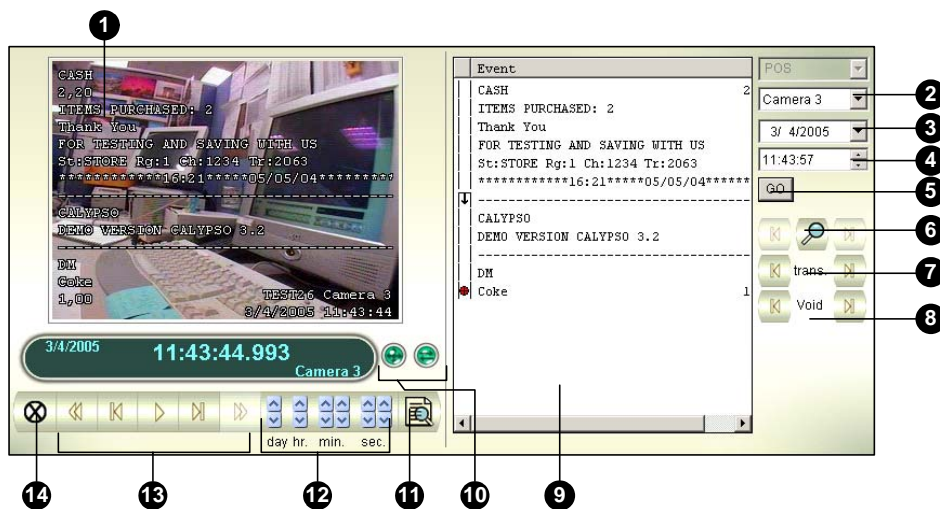 1
CASH
2,20
ITEMS PURCHASED: 2
Thank You
FOR TESTING AND SAVING WITH US
St:STORE Rg:1 Ch:1234 Tr:2063
************16:21*****05/05/04*********
CALYPSO
DEMO VERSION CALYPSO 3.2
DM
Coke
1,00
TEST26 Camera 3
3/4/2005 11:43:44
3/4/2005
11:43:44.993
Camera 3
day hr. min. sec.
Event
CASH 2
ITEMS PURCHASED: 2
Thank You
FOR TESTING AND SAVING WITH US
St:STORE Rg:1 Ch:1234 Tr:2063
************16:21*****05/05/04******
CALYPSO
DEMO VERSION CALYPSO 3.2
DM
Coke 1
POS
Camera 3
3/ 4/2005
11:43:57
GO
trans.
Void
2
3
4
5
6
7
8
14
13
12
11
10
9